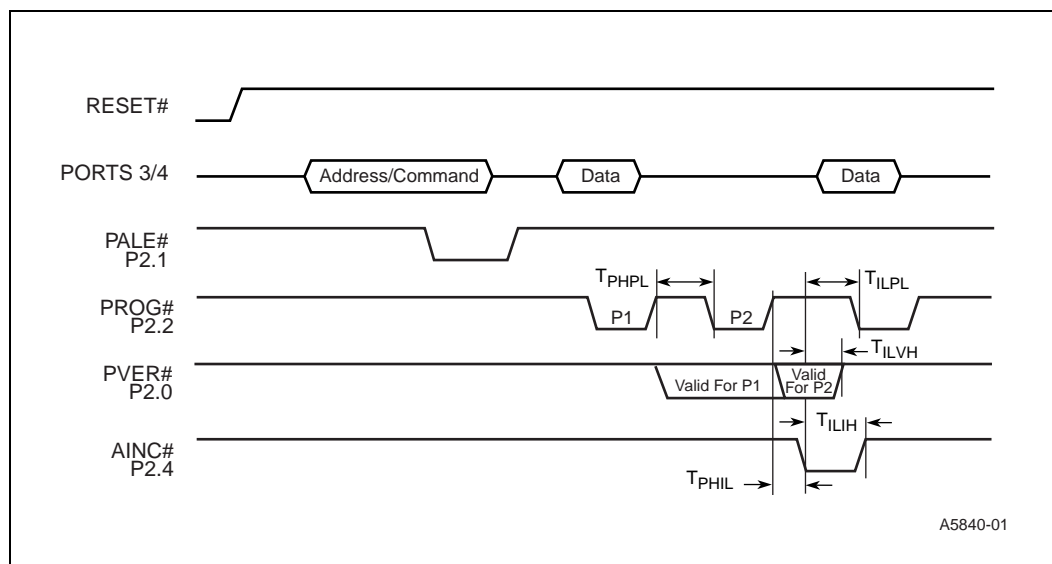 RESET#
PORTS 3/4
Address/Command
Data
Data
PALE#
P2.1
TPHPL
TILPL
PROG#
P2.2
P1
P2
TILVH
PVER#
P2.0
Valid For P1
Valid
For P2
TILIH
AINC#
P2.4
TPHIL
A5840-01